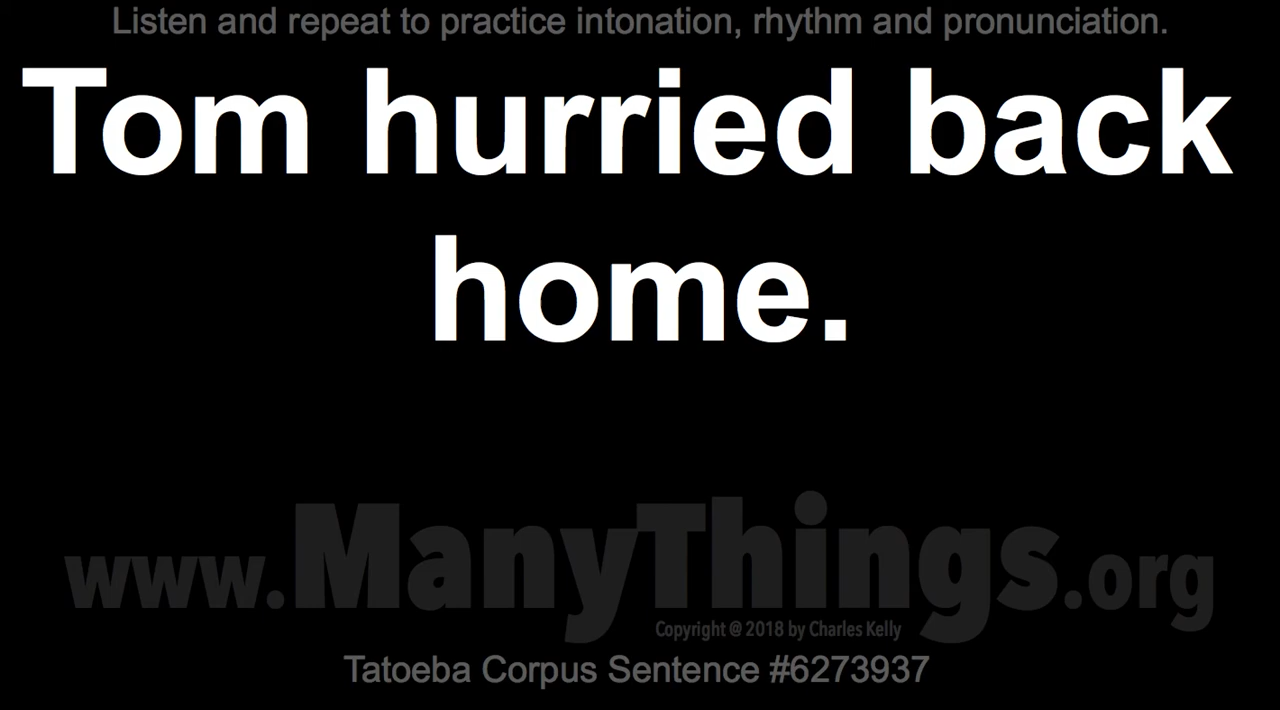 Listen and repeat to practice intonation, rhythm and pronunciation.
Tom hurried back
home.
www.ManyThings.org
Copyright @ 2018 by Charles Kelly
Tatoeba Corpus Sentence #6273937